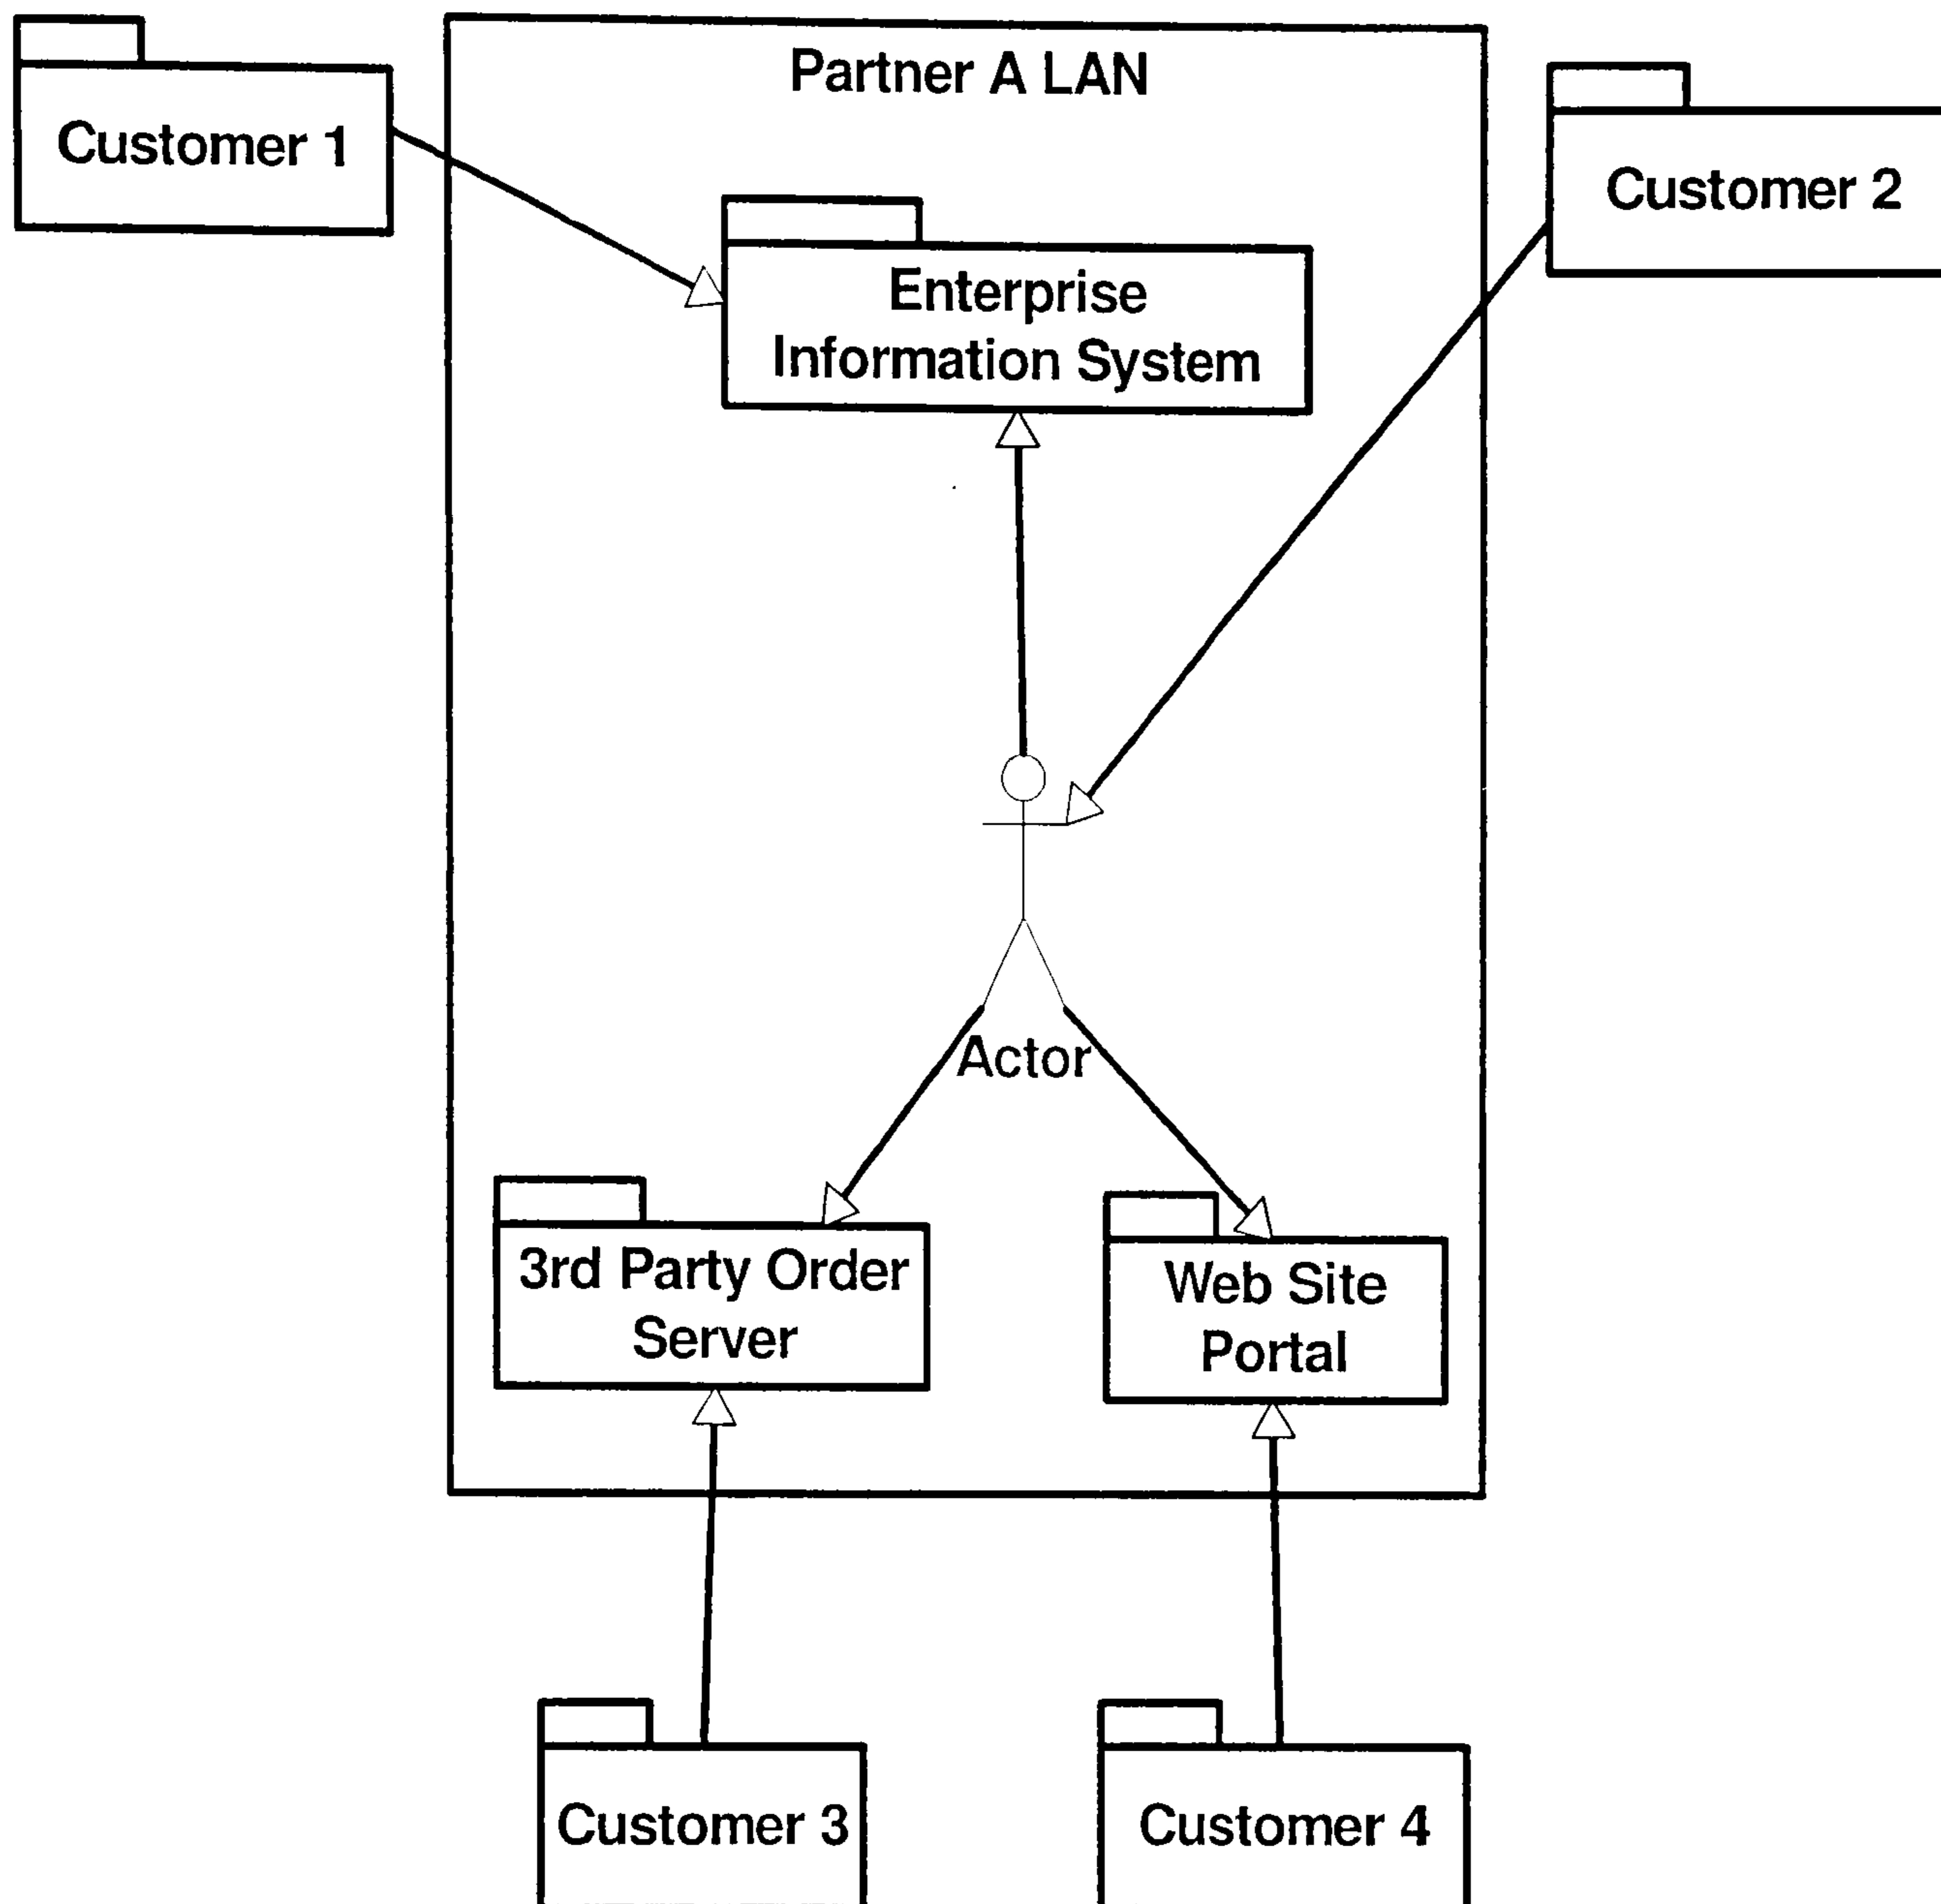 Partner A LAN
Customer 1
Customer 2
Enterprise
Information System
Actor
3rd Party Order
Server
Web Site
Portal
Customer 3
Customer 4